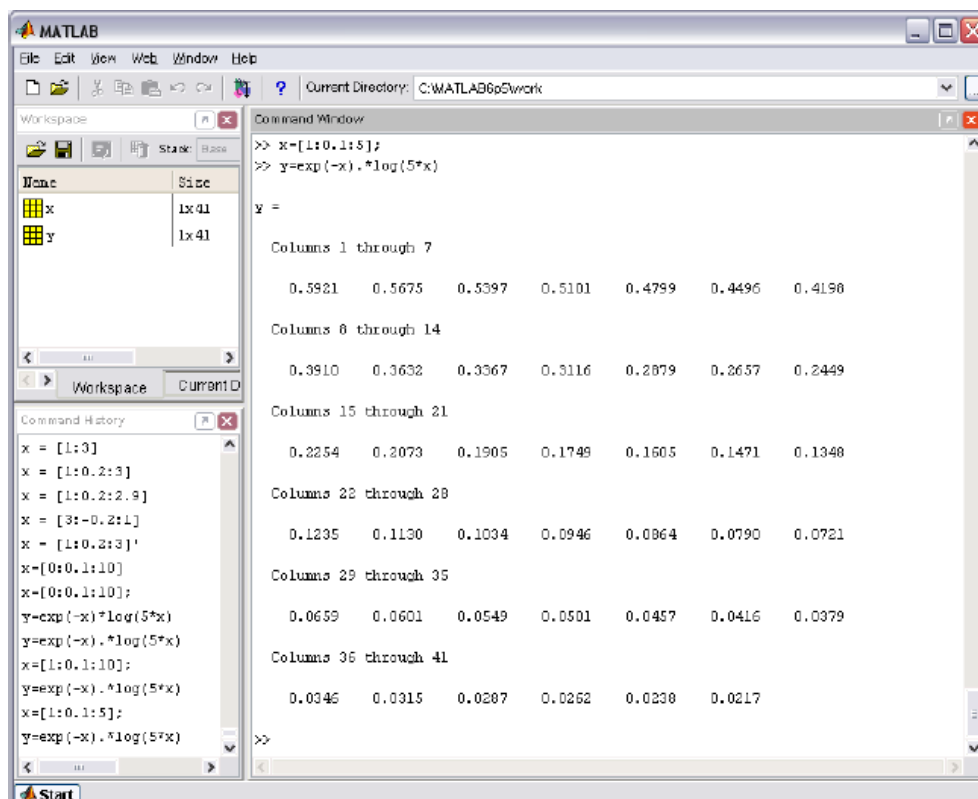 MATLAB
File Edit View Web Window Help
? Current Directory: C:\MATLAB6p5\work
Workspace
Stack: Base
Name Size
x 1x41
y 1x41
Workspace Current D
Command History
x = [1:3]
x = [1:0.2:3]
x = [1:0.2:2.9]
x = [3:-0.2:1]
x = [1:0.2:3]'
x=[0:0.1:10]
x=[0:0.1:10];
y=exp(-x)*log(5*x)
y=exp(-x).*log(5*x)
x=[1:0.1:10];
y=exp(-x).*log(5*x)
x=[1:0.1:5];
y=exp(-x).*log(5*x)
Command Window
>> x=[1:0.1:5];
>> y=exp(-x).*log(5*x)
y =
Columns 1 through 7
0.5921 0.5675 0.5397 0.5101 0.4799 0.4496 0.4198
Columns 8 through 14
0.3910 0.3632 0.3367 0.3116 0.2879 0.2657 0.2449
Columns 15 through 21
0.2254 0.2073 0.1905 0.1749 0.1605 0.1471 0.1348
Columns 22 through 28
0.1235 0.1130 0.1034 0.0946 0.0864 0.0790 0.0721
Columns 29 through 35
0.0659 0.0601 0.0549 0.0501 0.0457 0.0416 0.0379
Columns 36 through 41
0.0346 0.0315 0.0287 0.0262 0.0238 0.0217
>>
Start